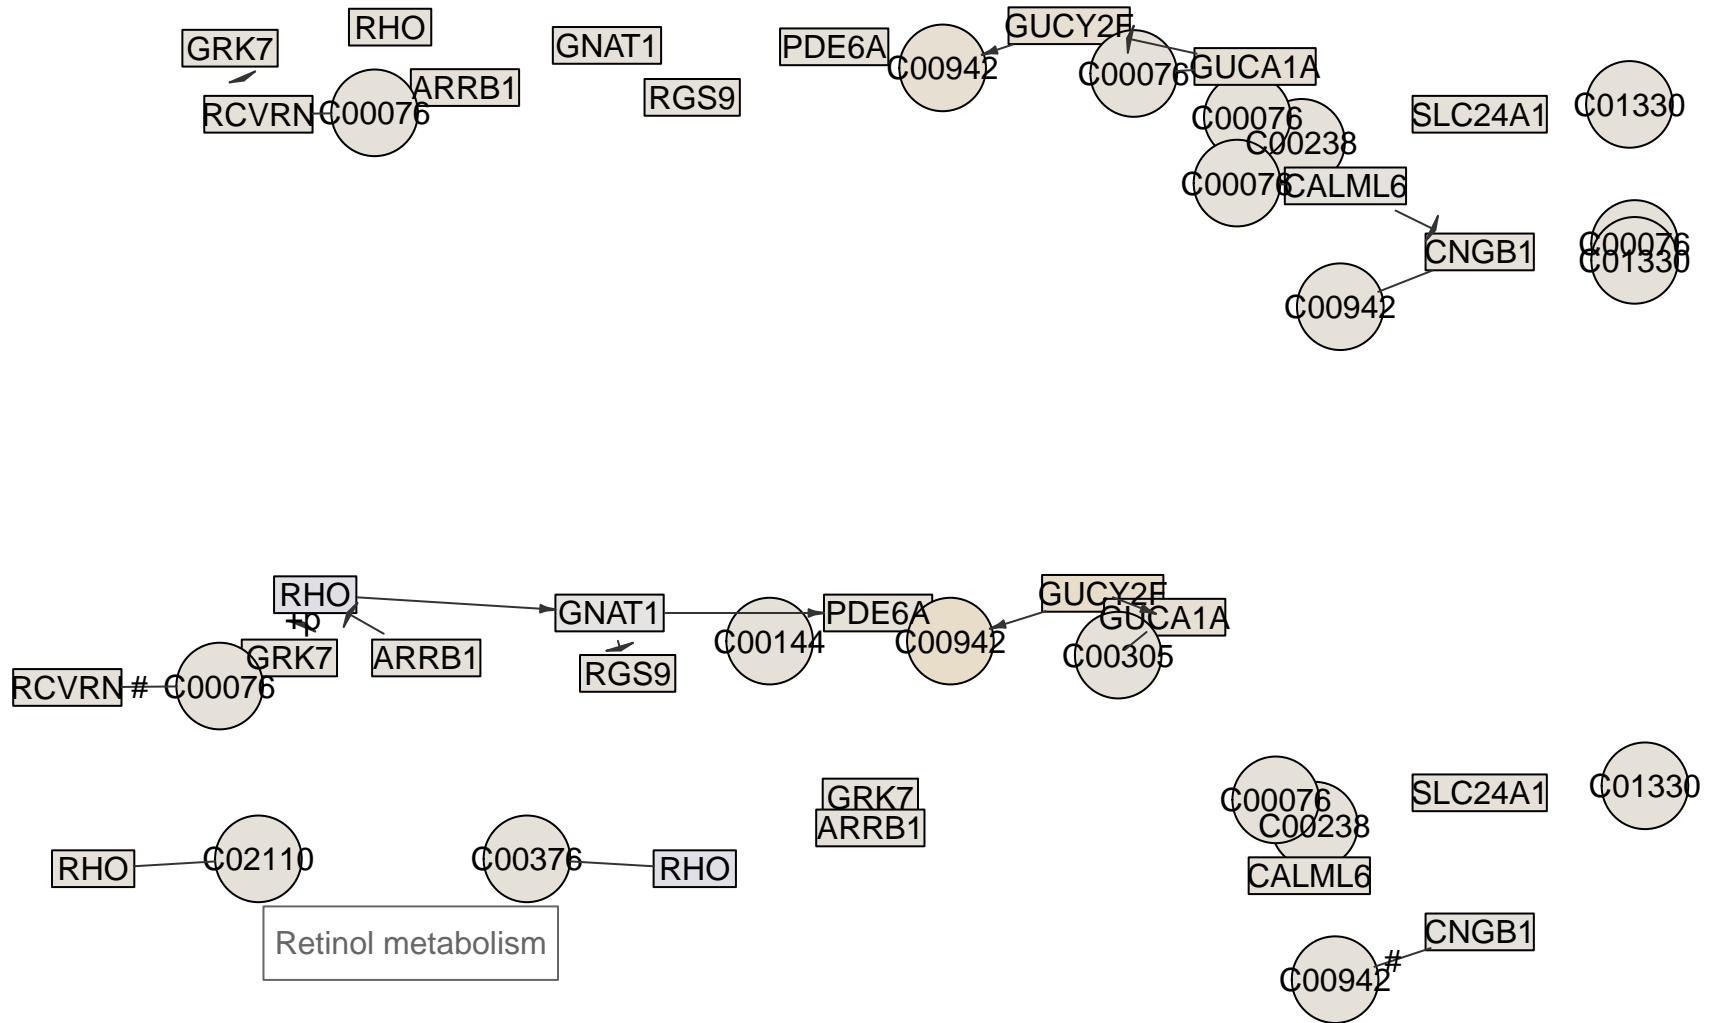 RHO
GRK7
GNAT1
PDE6A
GUCY2F
C00942
C00076
GUCA1A
ARRB1
RGS9
RCVRN
C00076
C00076
C00238
SLC24A1
C01330
C00076
CALML6
CNGB1
C00076
C01330
C00942
RHO
+p
GNAT1
PDE6A
GUCY2F
GUCA1A
GRK7
ARRB1
RGS9
C00144
C00942
C00305
RCVRN
#
C00076
GRK7
ARRB1
C00076
C00238
SLC24A1
C01330
RHO
C02110
C00376
RHO
CALML6
Retinol metabolism
CNGB1
#
C00942